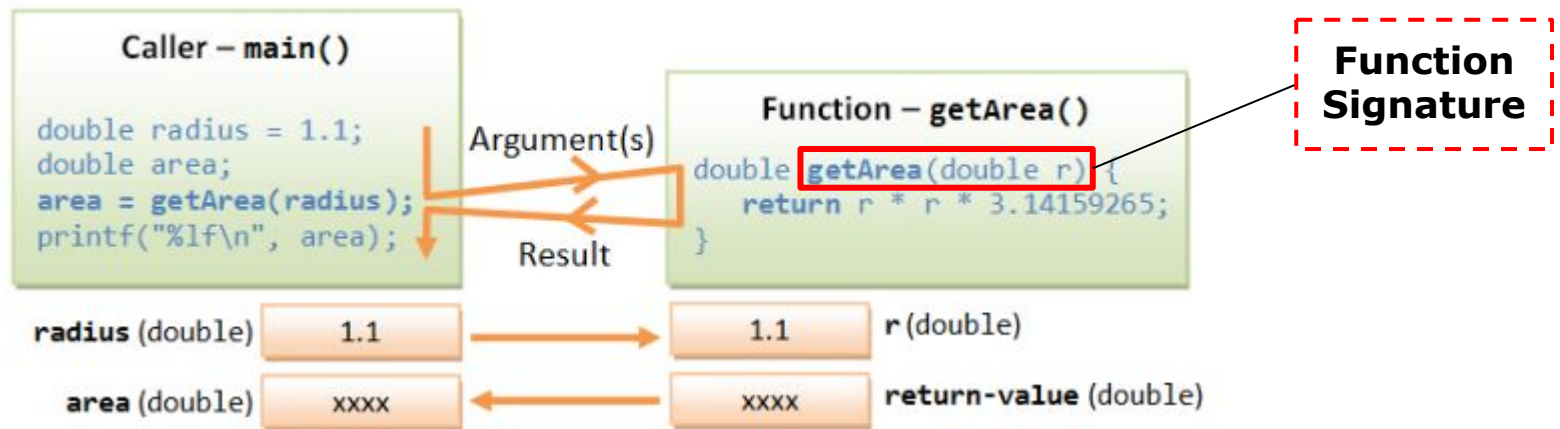 Caller – main()
double radius = 1.1;
double area;
area = getArea(radius);
printf("%lf\n", area);
Argument(s)
Result
Function – getArea()
double getArea(double r) {
return r * r * 3.14159265;
}
Function
Signature
radius (double)
1.1
1.1
r (double)
area (double)
xxxx
xxxx
return-value (double)